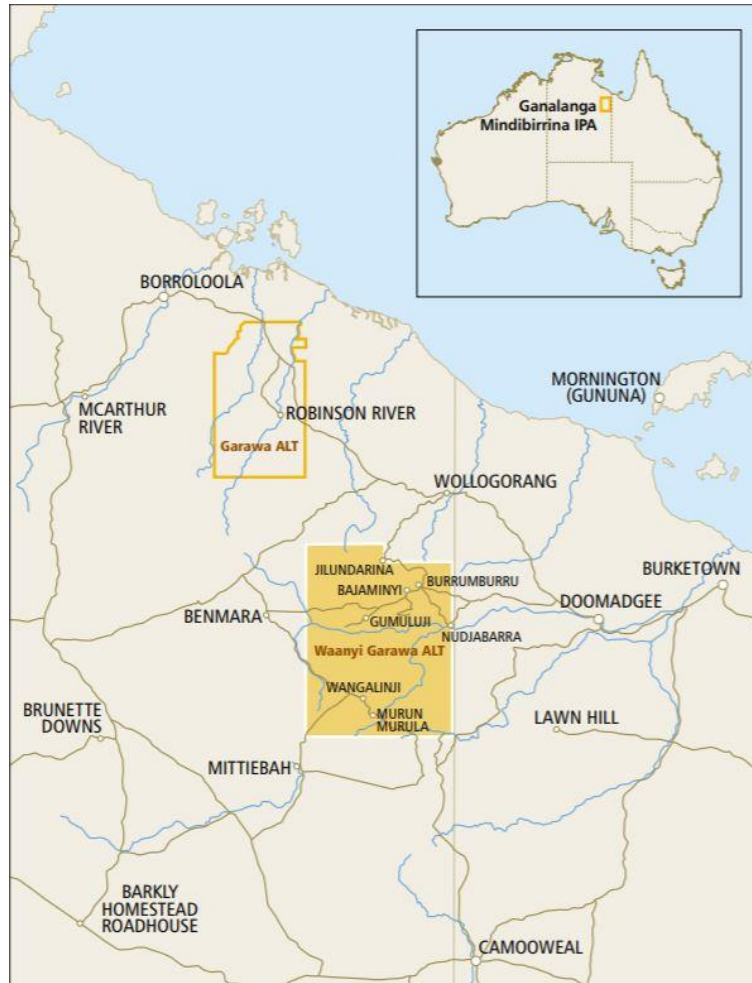 Ganalanga
Mindibirrina IPA
BORROLOOLA
MORNINGTON
(GUNUNA)
MCARTHUR
RIVER
ROBINSON RIVER
Garawa ALT
WOLLOGORANG
JILUNDARINA
BURRUMBURRU
BAJAMINYI
BURKETOWN
DOOMADGEE
BENMARA
GUMULUJI
NUDJABARRA
Waanyi Garawa ALT
WANGALINJI
BRUNETTE
DOWNS
MURUN
MURULA
LAWN HILL
MITTIEBAH
BARKLY
HOMESTEAD
ROADHOUSE
CAMOOWEAL